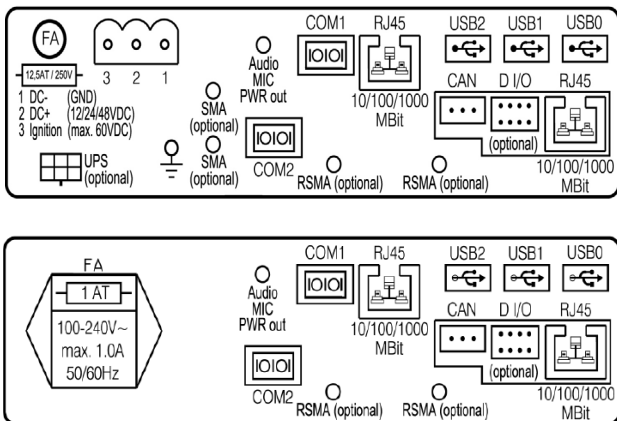 FA
12,5AT / 250V
3 2 1
1 DC- (GND)
2 DC+ (12/24/48VDC)
3 Ignition (max. 60VDC)
UPS
(optional)
SMA
(optional)
SMA
(optional)
Audio
MIC
PWR out
COM1
IOIOI
IOIOI
COM2
RJ45
10/100/1000
MBit
RSMA (optional)
RSMA (optional)
USB2 USB1 USB0
CAN D I/O RJ45
(optional)
10/100/1000
MBit
FA
1 AT
100-240V~
max. 1.0A
50/60Hz
Audio
MIC
PWR out
COM1
IOIOI
IOIOI
COM2
RJ45
10/100/1000
MBit
RSMA (optional)
RSMA (optional)
USB2 USB1 USB0
CAN D I/O RJ45
(optional)
10/100/1000
MBit